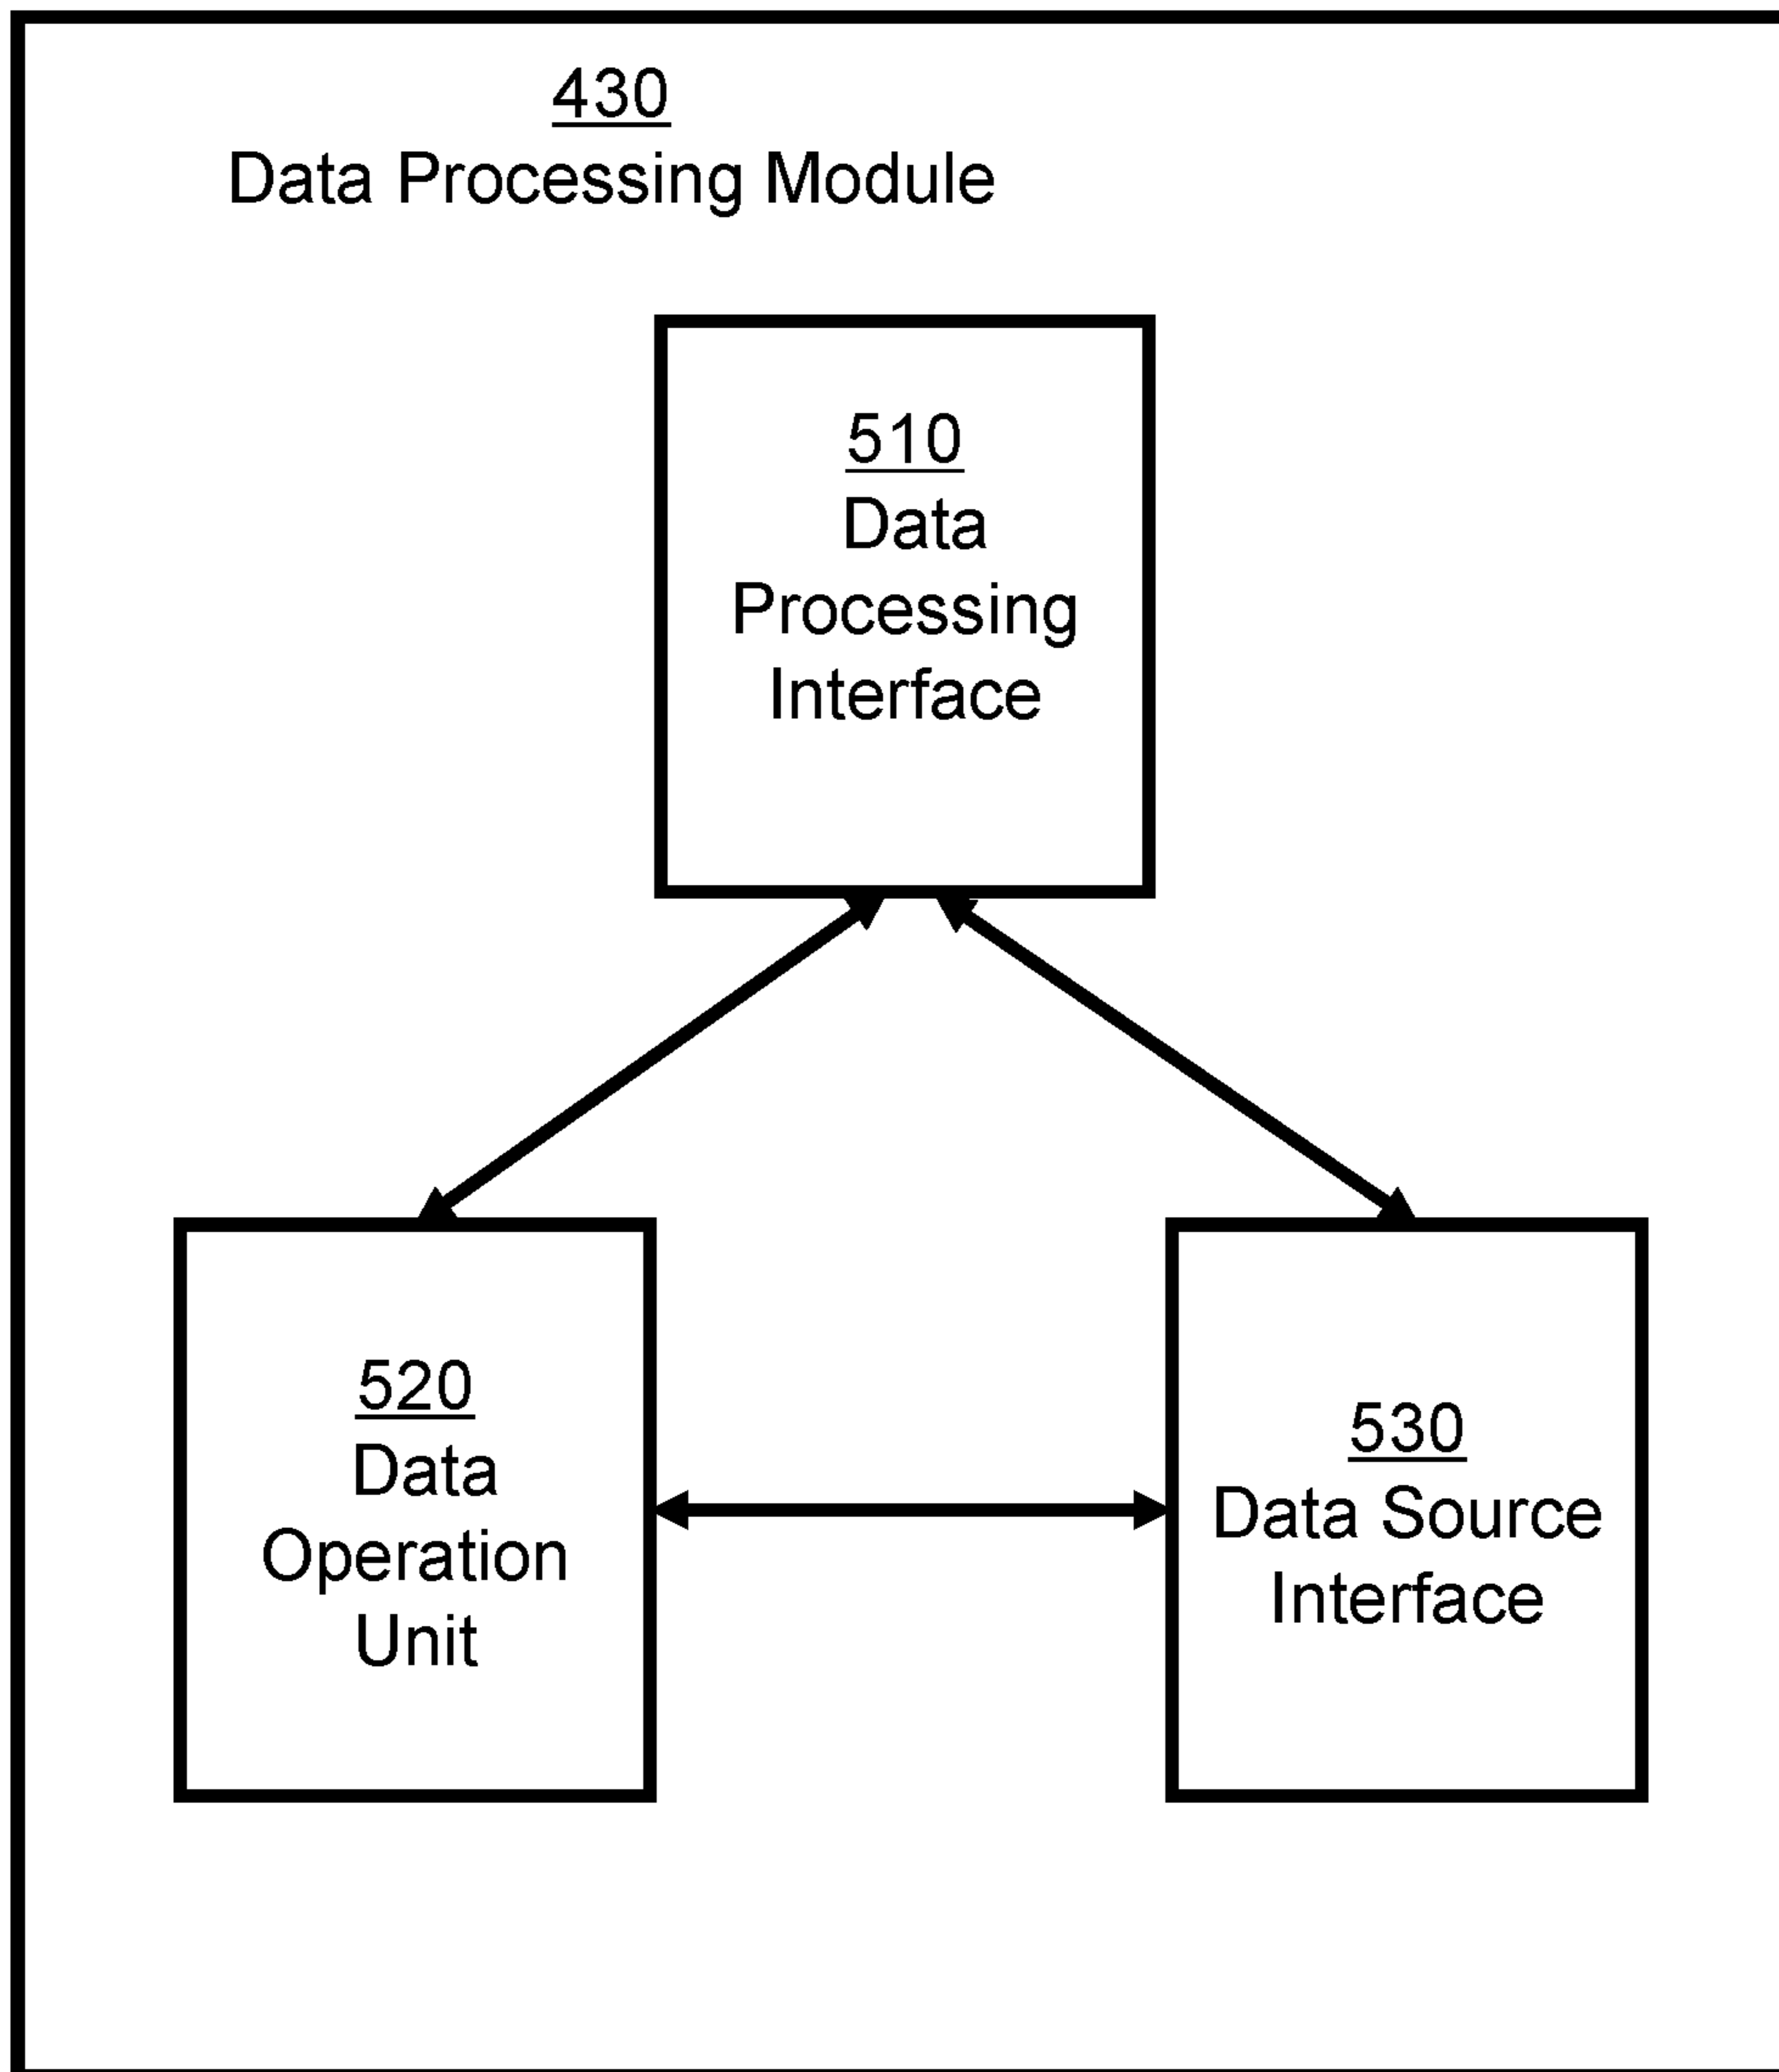 430
Data Processing Module
510
Data
Processing
Interface
520
Data
Operation
Unit
530
Data Source
Interface